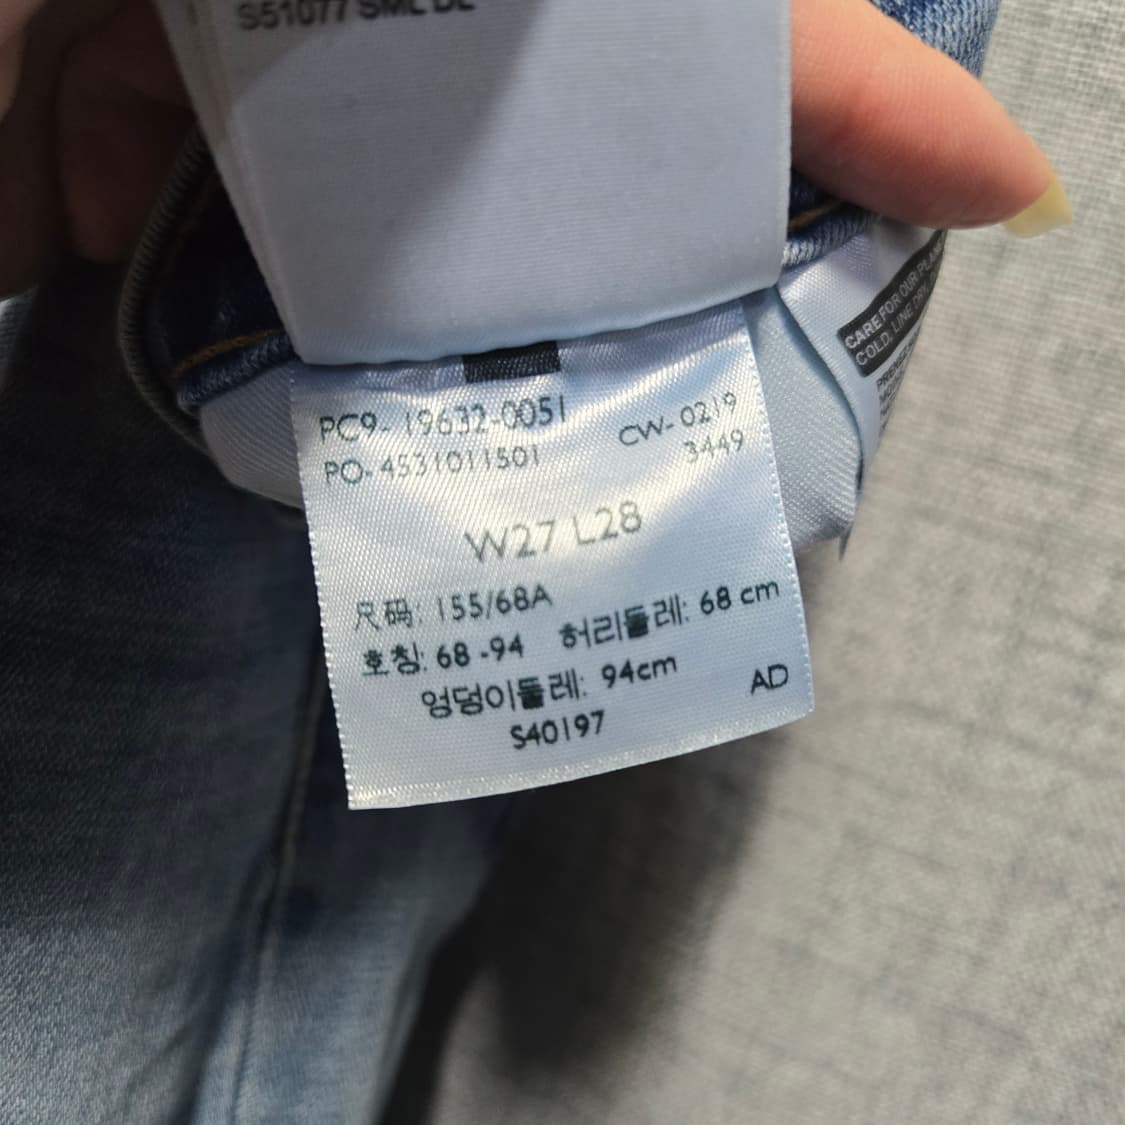 S51077 SML DL
PC9- 19632-0051
CW- 0219
PO- 4531011501
3449
W27 L28
尺码: 155/68A
호칭: 68 -94 허리둘레: 68 cm
엉덩이둘레: 94cm
AD
S40197
CARE FOR OUR PLANE
COLD, LINE DRY